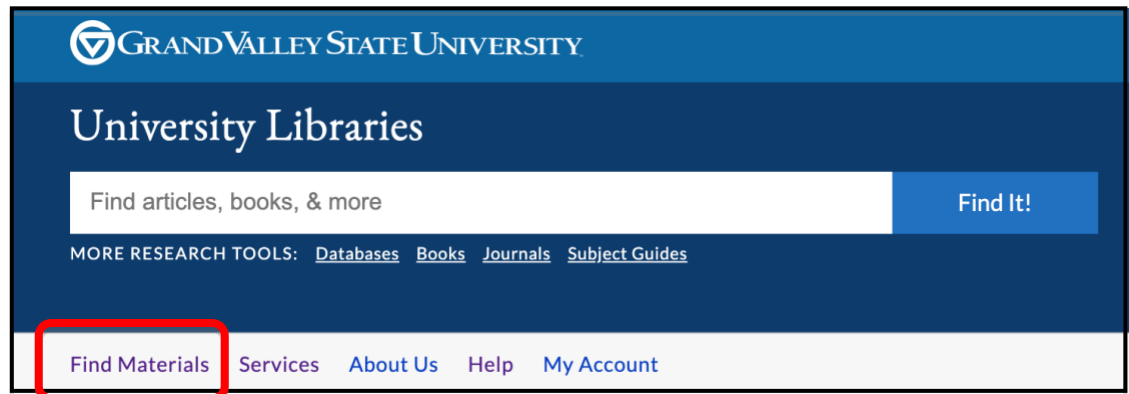 GRAND VALLEY STATE UNIVERSITY
University Libraries
Find articles, books, & more
Find It!
MORE RESEARCH TOOLS: Databases Books Journals Subject Guides
Find Materials Services About Us Help My Account